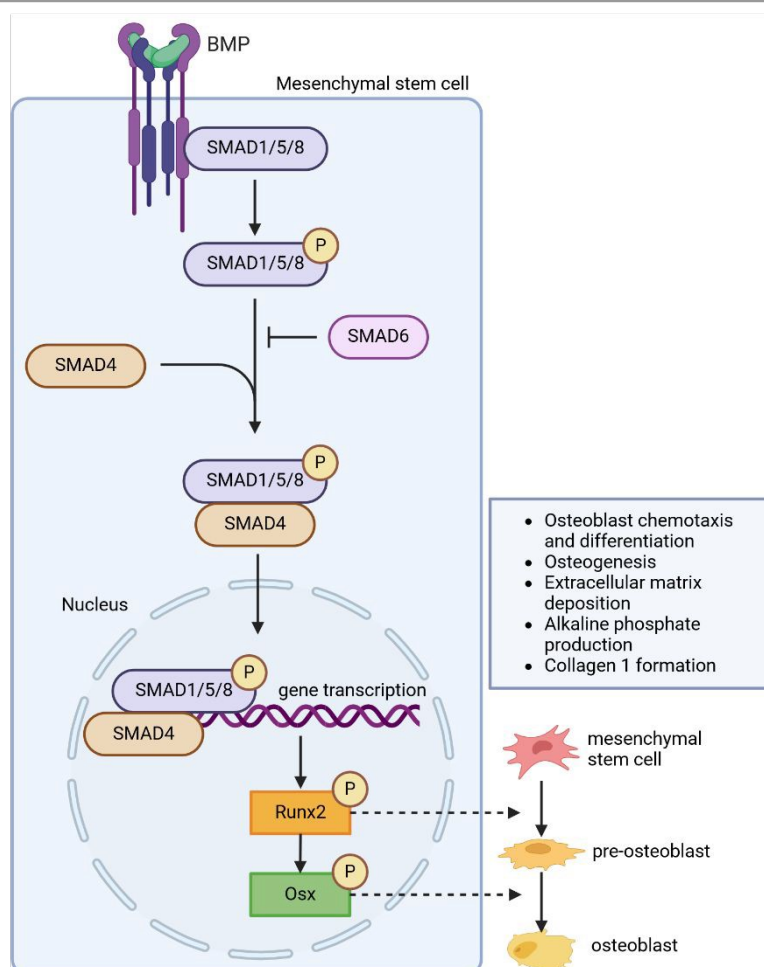 BMP
Mesenchymal stem cell
SMAD1/5/8
P
SMAD1/5/8
SMAD6
SMAD4
P
SMAD1/5/8
SMAD4
• Osteoblast chemotaxis
and differentiation
• Osteogenesis
• Extracellular matrix
deposition
• Alkaline phosphate
production
• Collagen 1 formation
Nucleus
P
SMAD1/5/8
gene transcription
SMAD4
mesenchymal
stem cell
P
Runx2
pre-osteoblast
P
Osx
osteoblast